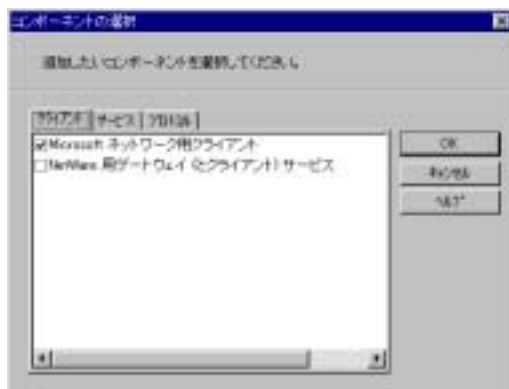 コンポーネントの選択
追加したいコンポーネントを選択してください。
クライアント サービス プロトコル
Microsoft ネットワーク用クライアント
NetWare 用ゲートウェイ (とクライアント) サービス
OK
キャンセル
ヘルプ